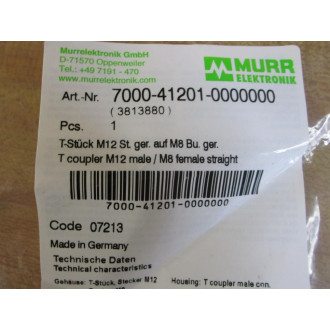 Murrelektronik GmbH
D-71570 Oppenweiler
Tel.: +49 7191 - 470
murrelektronik.com
MURR
ELEKTRONIK
Art.-Nr. 7000-41201-0000000
( 3813880 )
Pcs. 1
T-Stück M12 St. ger. auf M8 Bu. ger.
T coupler M12 male / M8 female straight
7000-41201-0000000
Code 07213
Made in Germany
Technische Daten
Technical characteristics
Gehäuse: T-Stück, Stecker M12
Housing: T coupler male con.